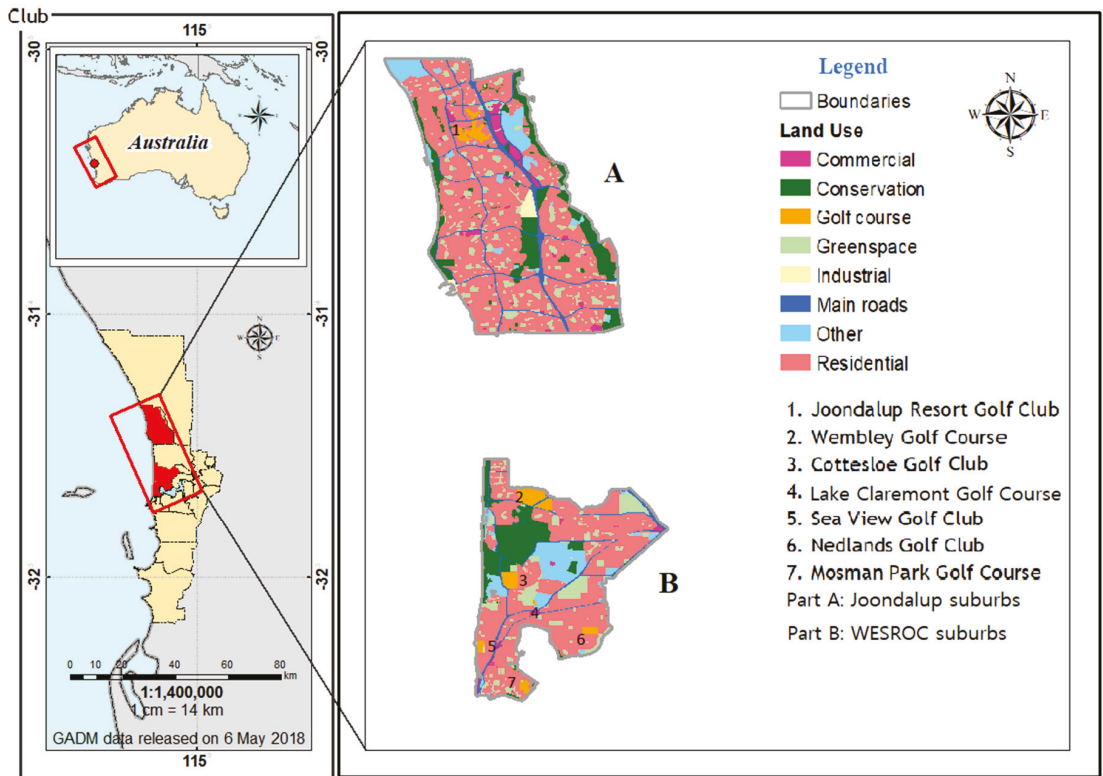 Club
115
-30
Australia
-31
N
W E
S
-32
0 10 20 40 60 80
km
1:1,400,000
1 cm = 14 km
GADM data released on 6 May 2018
115
1
A
2
3
4
5
6
7
B
Legend
Boundaries
Land Use
Commercial
Conservation
Golft course
Greenspace
Industrial
Main roads
Other
Residential
N
W E
S
1. Joondalup Resort Golf Club
2. Wembley Golf Course
3. Cottesloe Golf Club
4. Lake Claremont Golf Course
5. Sea View Golf Club
6. Nedlands Golf Club
7. Mosman Park Golf Course
Part A: Joondalup suburbs
Part B: WESROC suburbs